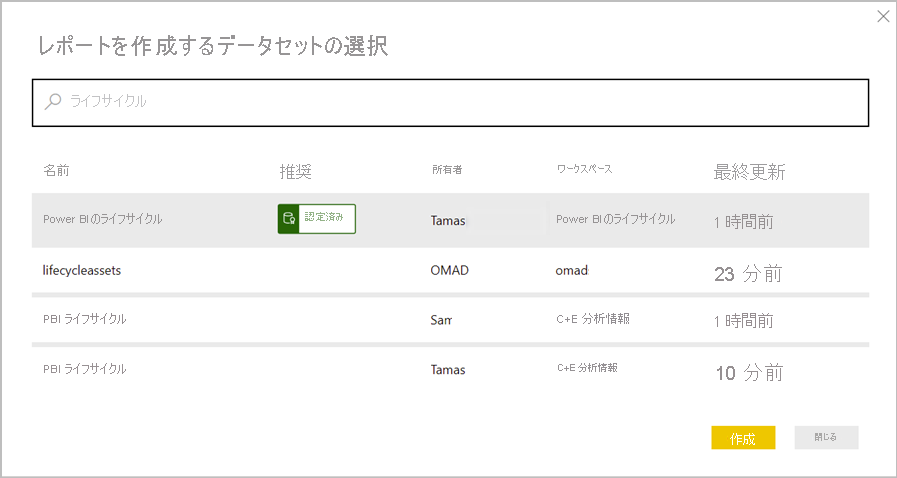 レポートを作成するデータセットの選択
ライフサイクル
名前 推奨 所有者 ワークスペース 最終更新
Power BIのライフサイクル 認定済み Tamas Power BIのライフサイクル 1 時間前
lifecycleassets OMAD omad 23 分前
PBI ライフサイクル Sam C+E 分析情報 1 時間前
PBI ライフサイクル Tamas C+E 分析情報 10 分前
作成 閉じる